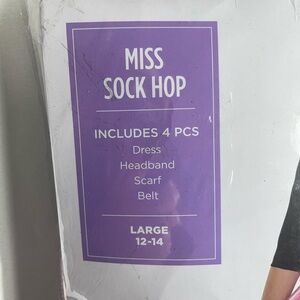 MISS
SOCK HOP
INCLUDES 4 PCS
Dress
Headband
Scarf
Belt
LARGE
12-14